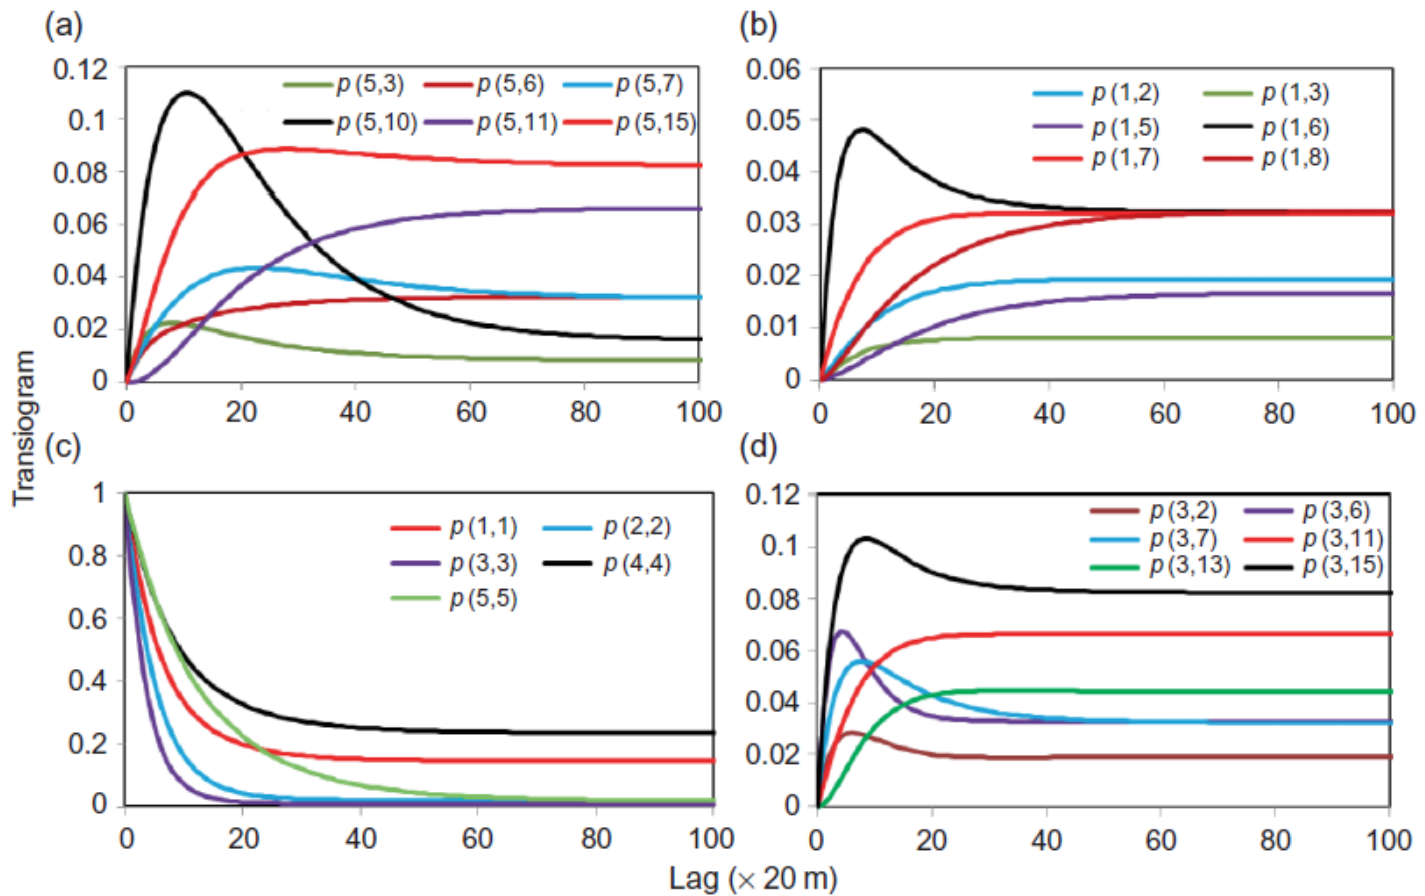 (a)
0.12
0.1
0.08
0.06
0.04
0.02
0
p (5,3) p (5,6) p (5,7)
p (5,10) p (5,11) p (5,15)
0 20 40 60 80 100
(b)
0.06
0.05
0.04
0.03
0.02
0.01
0
p (1,2) p (1,3)
p (1,5) p (1,6)
p (1,7) p (1,8)
0 20 40 60 80 100
Transiogram
(c)
1
0.8
0.6
0.4
0.2
0
p (1,1) p (2,2)
p (3,3) p (4,4)
p (5,5)
0 20 40 60 80 100
(d)
0.12
0.1
0.08
0.06
0.04
0.02
0
p (3,2) p (3,6)
p (3,7) p (3,11)
p (3,13) p (3,15)
0 20 40 60 80 100
Lag (× 20 m)